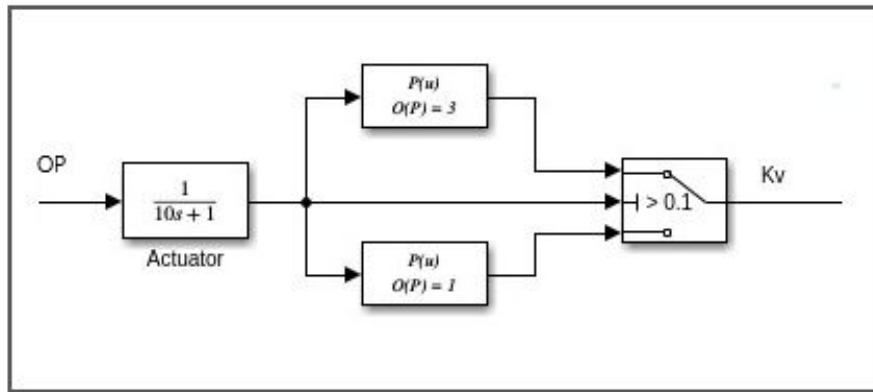 P(u)
O(P) = 3
OP
1
10s + 1
Actuator
> 0.1
Kv
P(u)
O(P) = 1